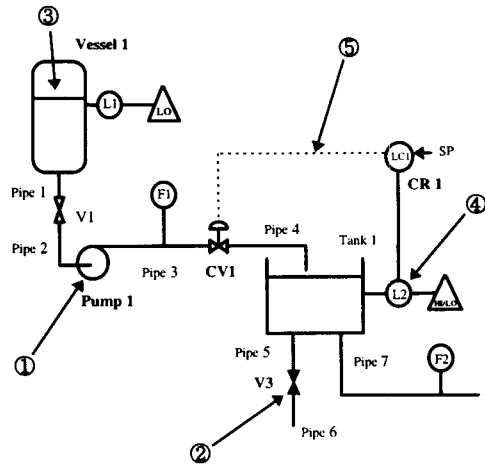 ③
Vessel 1
⑤
L1
LO
LC1
SP
CR 1
Pipe 1
V1
F1
④
Pipe 2
Pipe 4
Tank 1
Pipe 3
CV1
L2
HI/LO
Pump 1
①
Pipe 5
Pipe 7
F2
V3
②
Pipe 6